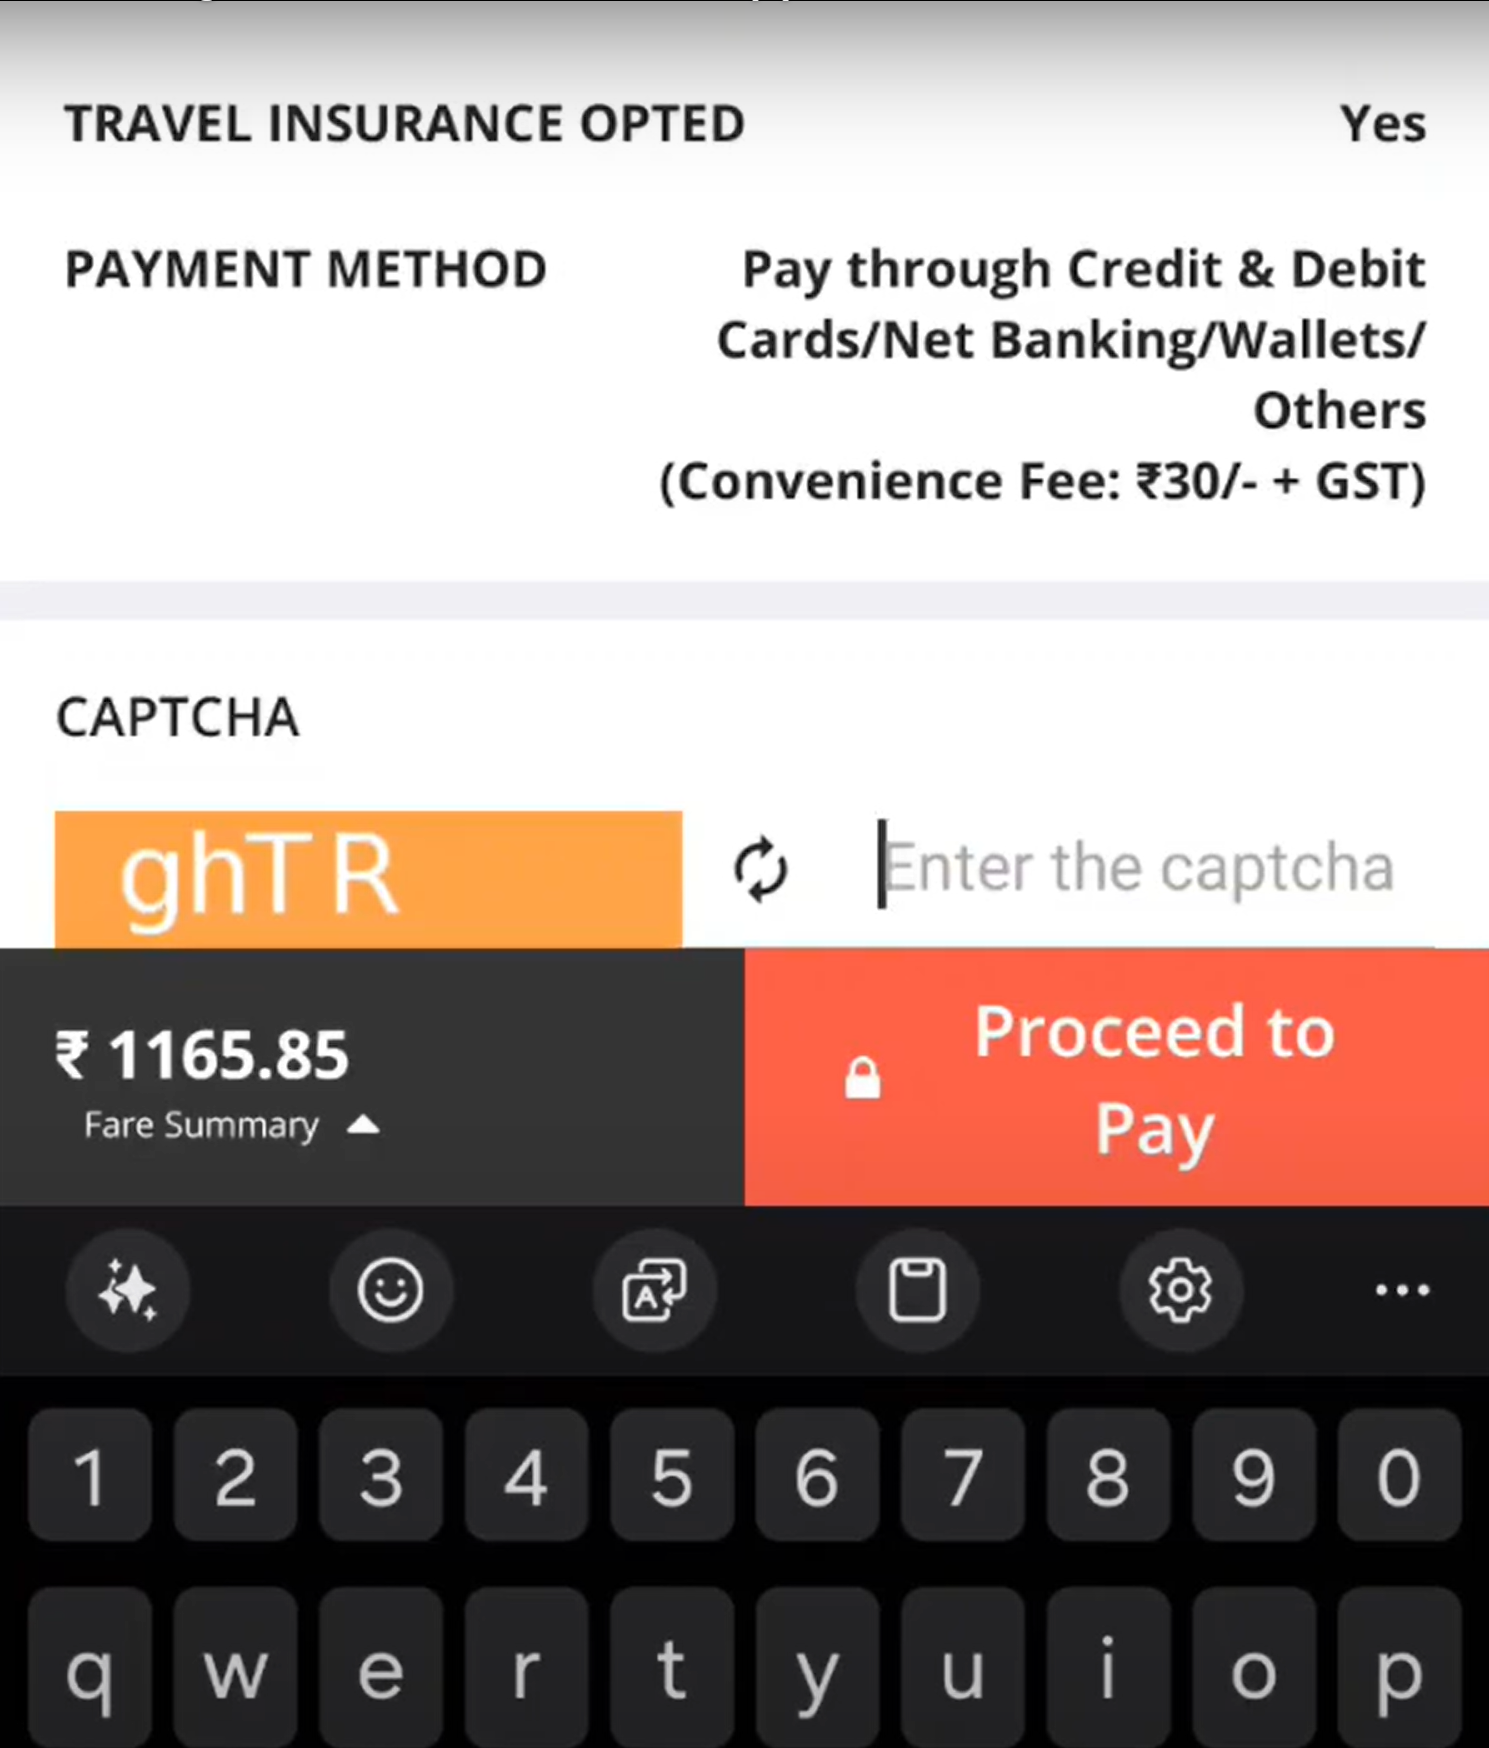 TRAVEL INSURANCE OPTED Yes
PAYMENT METHOD Pay through Credit & Debit
Cards/Net Banking/Wallets/
Others
(Convenience Fee: ₹30/- + GST)
CAPTCHA
ghT R Enter the captcha
₹ 1165.85
Fare Summary
Proceed to
Pay
1 2 3 4 5 6 7 8 9 0
q w e r t y u i o p